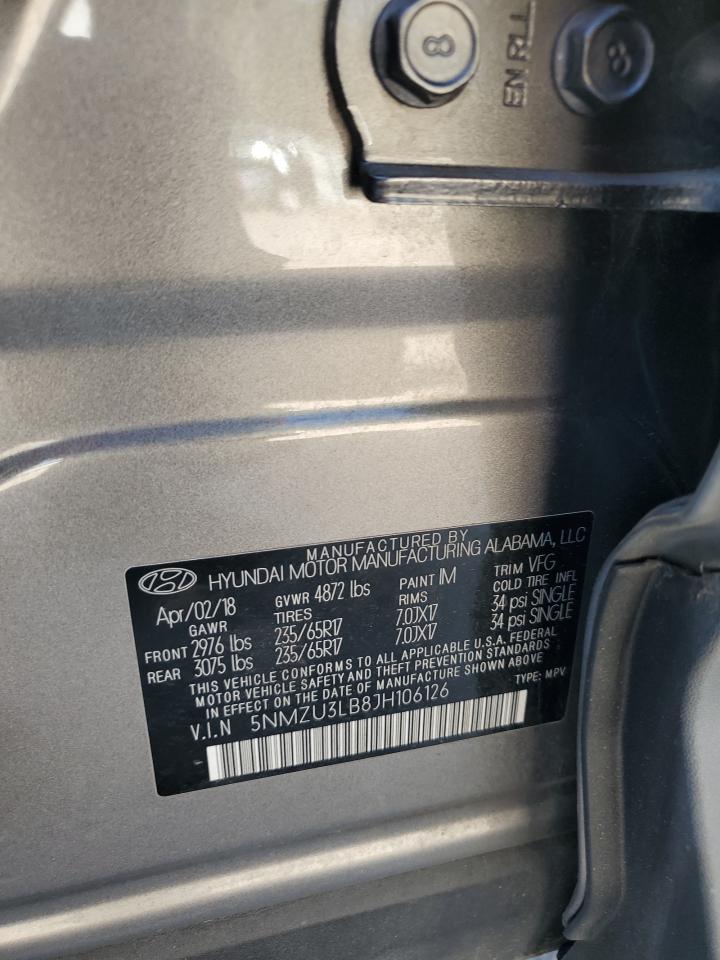 8
EN RLL
8
MANUFACTURED BY
HYUNDAI MOTOR MANUFACTURING ALABAMA, LLC
Apr/02/18 GVWR 4872 lbs PAINT IM TRIM VFG
GAWR TIRES RIMS COLD TIRE INFL
FRONT 2976 lbs 235/65R17 7.0JX17 34 psi SINGLE
REAR 3075 lbs 235/65R17 7.0JX17 34 psi SINGLE
THIS VEHICLE CONFORMS TO ALL APPLICABLE U.S.A. FEDERAL
MOTOR VEHICLE SAFETY AND THEFT PREVENTION STANDARDS
IN EFFECT ON THE DATE OF MANUFACTURE SHOWN ABOVE
V.I.N 5NMZU3LB8JH106126 TYPE: MPV